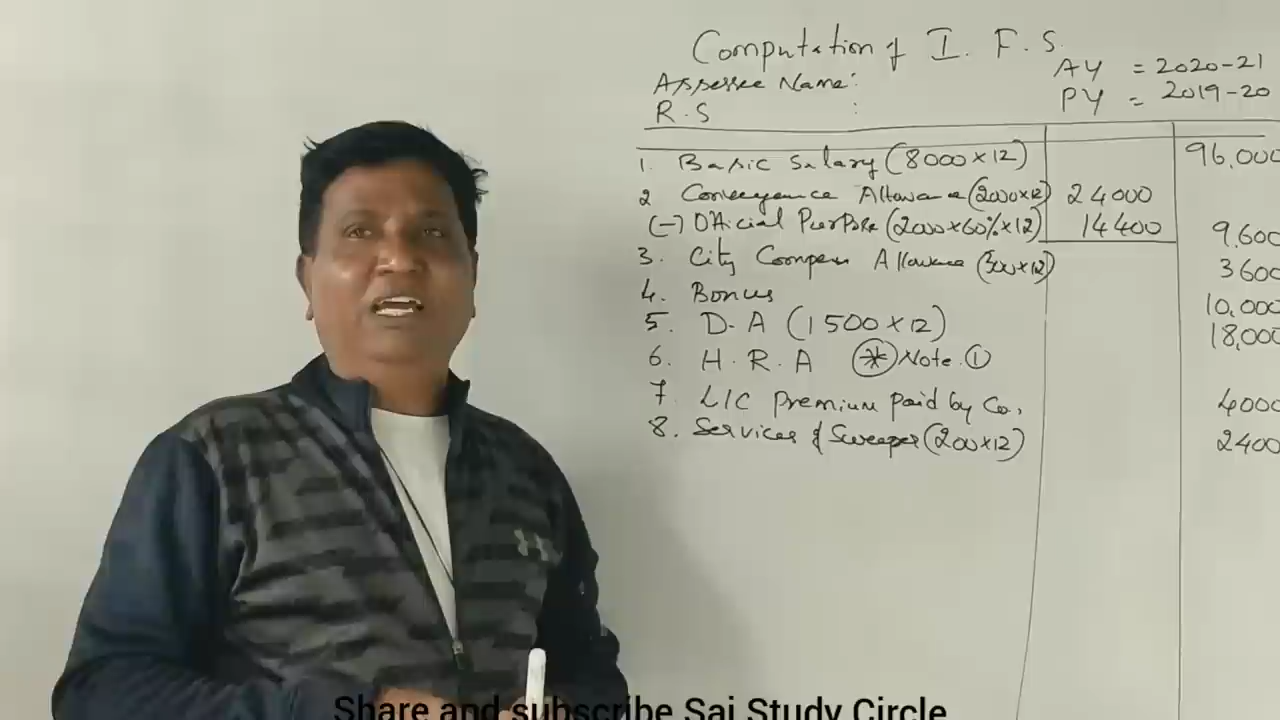 Computation of I. F. S.
Assessee Name:
AY = 2020-21
R.S :
PY = 2019-20
1. Basic Salary (8000×12) 96,000
2 Conveyance Allowance (2000×12) 24000
(-) Official Purpose (2000×60%×12) 14400 9,600
3. City Compen Allowance (300×12) 3600
4. Bonus 10,000
5. D.A (1500×12) 18,000
6. H.R.A (*) Note. ①
7 LIC Premium Paid by Co, 4000
8. Services of Sweeper (200×12) 2400
Share and subscribe Sai Study Circle